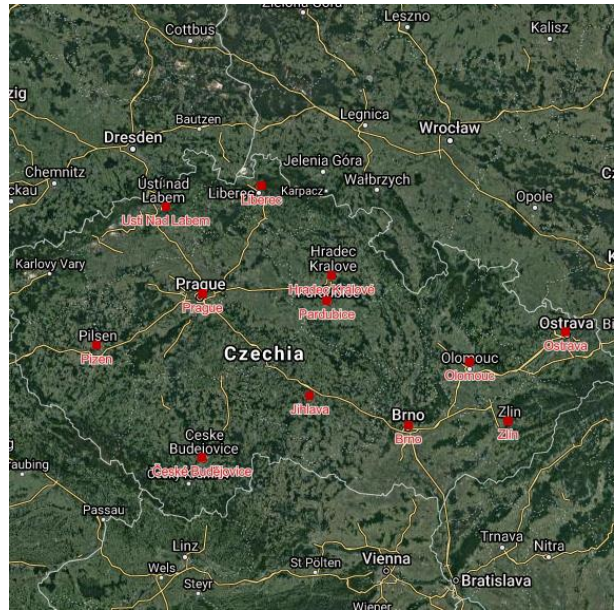 Zielona Góra
Leszno
Kalisz
Cottbus
zig
Bautzen
Legnica
Dresden
Wrocław
Chemnitz
Jelenia Góra
Ústí nad
Labem
Liberec
Liberec
Karpacz
Wałbrzych
ckau
Opole
Usti Nad Labem
Karlovy Vary
Hradec
Kralove
Prague
Hradec Králové
Prague
Pardubice
Pilsen
Plzen
Czechia
Ostrava
Ostrava
Olomouc
Olomouc
Jihlava
Brno
Brno
Zlin
Zlín
Ceske
Budejovice
České Budějovice
raubing
Passau
Linz
Wels
Steyr
St Pölten
Vienna
Wiener
Trnava
Nitra
Bratislava